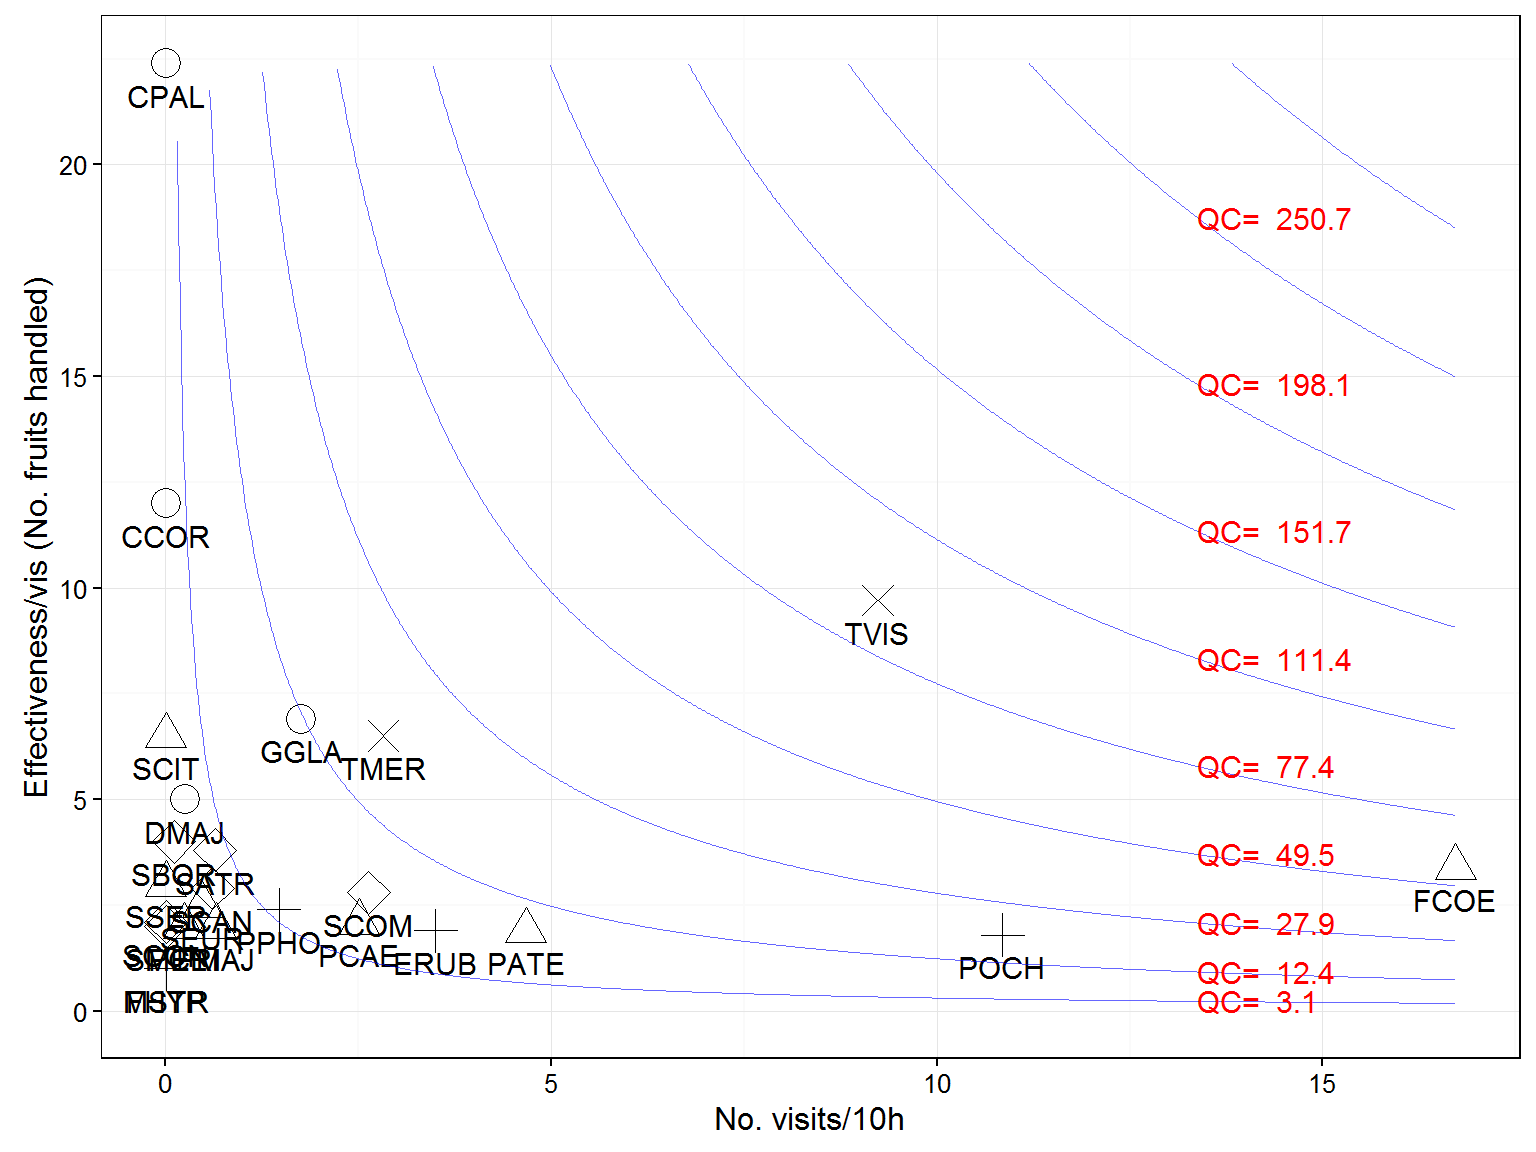 CPAL
20
QC= 250.7
15
QC= 198.1
CCOR
QC= 151.7
10
TVIS
QC= 111.4
GGLA
TMER
SCIT
QC= 77.4
5
DMAJ
QC= 49.5
SBOR
SATR
FCOE
SSER
SCAN
SCOM
QC= 27.9
PPHO
PCAE
ERUB
PATE
POCH
QC= 12.4
QC= 3.1
0
0
5
10
15
No. visits/10h
Effectiveness/vis (No. fruits handled)